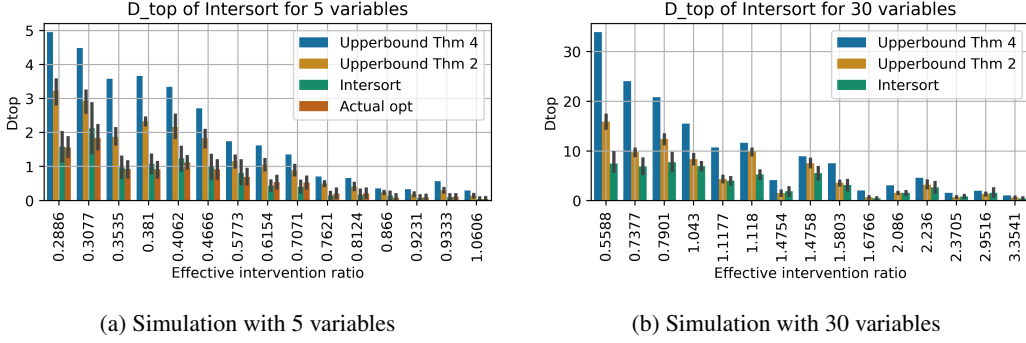 D_top of Intersort for 5 variables
Dtop
5
4
3
2
1
0
Upperbound Thm 4
Upperbound Thm 2
Intersort
Actual opt
0.2886 0.3077 0.3535 0.381 0.4062 0.4666 0.5773 0.6154 0.7071 0.7621 0.8124 0.866 0.9231 0.9333 1.0606
Effective intervention ratio
(a) Simulation with 5 variables
D_top of Intersort for 30 variables
Dtop
30
20
10
0
Upperbound Thm 4
Upperbound Thm 2
Intersort
0.5588 0.7377 0.7901 1.043 1.1177 1.118 1.4754 1.4758 1.5803 1.6766 2.086 2.236 2.3705 2.9516 3.3541
Effective intervention ratio
(b) Simulation with 30 variables